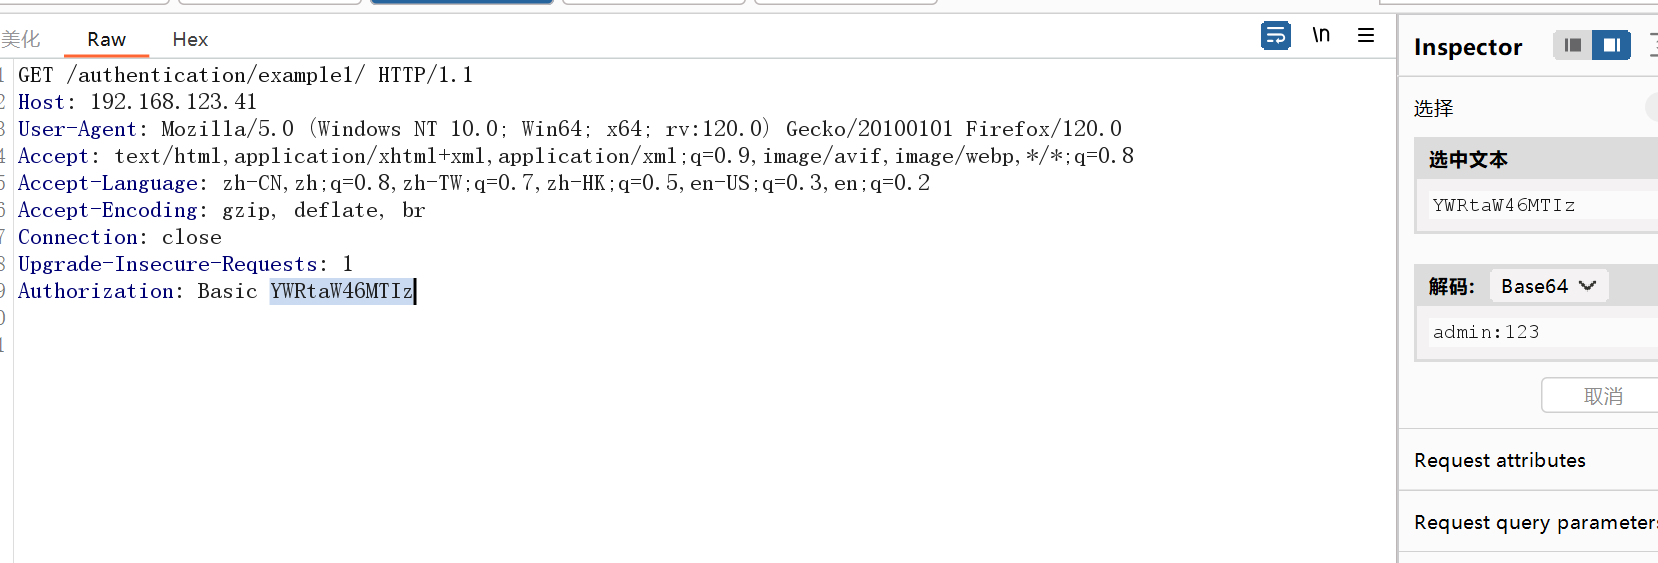 美化 Raw Hex \n
1 GET /authentication/example1/ HTTP/1.1
2 Host: 192.168.123.41
3 User-Agent: Mozilla/5.0 (Windows NT 10.0; Win64; x64; rv:120.0) Gecko/20100101 Firefox/120.0
4 Accept: text/html,application/xhtml+xml,application/xml;q=0.9,image/avif,image/webp,*/*;q=0.8
5 Accept-Language: zh-CN,zh;q=0.8,zh-TW;q=0.7,zh-HK;q=0.5,en-US;q=0.3,en;q=0.2
6 Accept-Encoding: gzip, deflate, br
7 Connection: close
8 Upgrade-Insecure-Requests: 1
9 Authorization: Basic YWRtaW46MTIz
0
1
Inspector
选择
选中文本
YWRtaW46MTIz
解码: Base64
admin:123
取消
Request attributes
Request query parameters